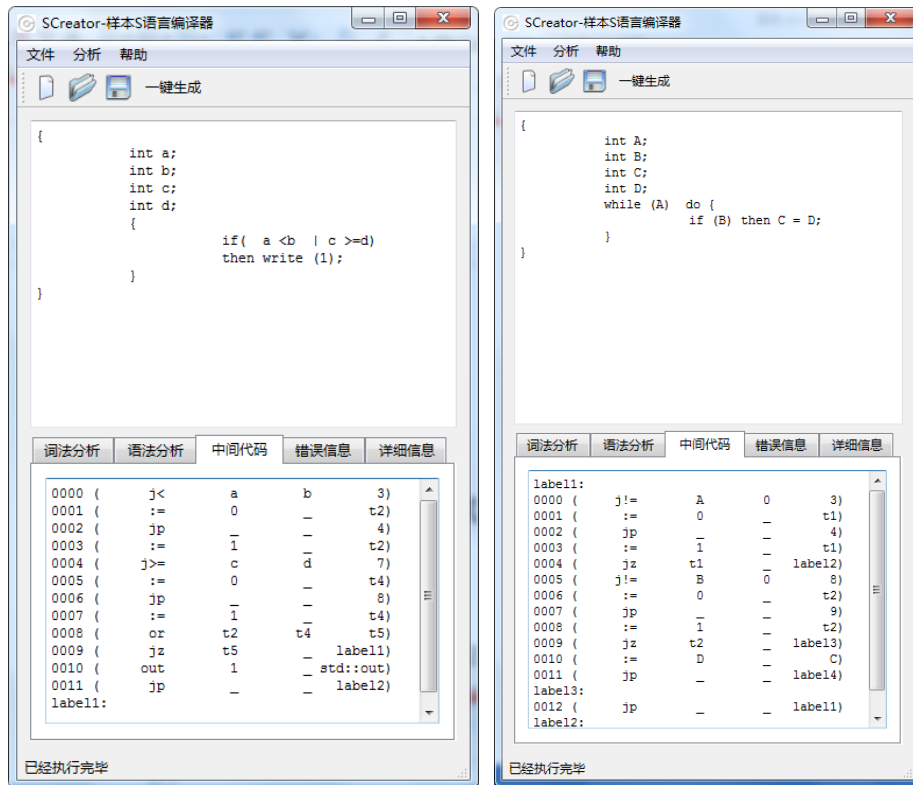 SCreator-样本S语言编译器
文件 分析 帮助
一键生成
{
int a;
int b;
int c;
int d;
{
if( a <b | c >=d)
then write (1);
}
}
词法分析 语法分析 中间代码 错误信息 详细信息
0000 ( j< a b 3)
0001 ( := 0 _ t2)
0002 ( jp _ _ 4)
0003 ( := 1 _ t2)
0004 ( j>= c d 7)
0005 ( := 0 _ t4)
0006 ( jp _ _ 8)
0007 ( := 1 _ t4)
0008 ( or t2 t4 t5)
0009 ( jz t5 _ label1)
0010 ( out 1 _ std::out)
0011 ( jp _ _ label2)
label1:
已经执行完毕
SCreator-样本S语言编译器
文件 分析 帮助
一键生成
{
int A;
int B;
int C;
int D;
while (A) do {
if (B) then C = D;
}
}
词法分析 语法分析 中间代码 错误信息 详细信息
label1:
0000 ( j!= A 0 3)
0001 ( := 0 _ t1)
0002 ( jp _ _ 4)
0003 ( := 1 _ t1)
0004 ( jz t1 _ label2)
0005 ( j!= B 0 8)
0006 ( := 0 _ t2)
0007 ( jp _ _ 9)
0008 ( := 1 _ t2)
0009 ( jz t2 _ label3)
0010 ( := D _ C)
0011 ( jp _ _ label4)
label3:
0012 ( jp _ _ label1)
label2:
已经执行完毕